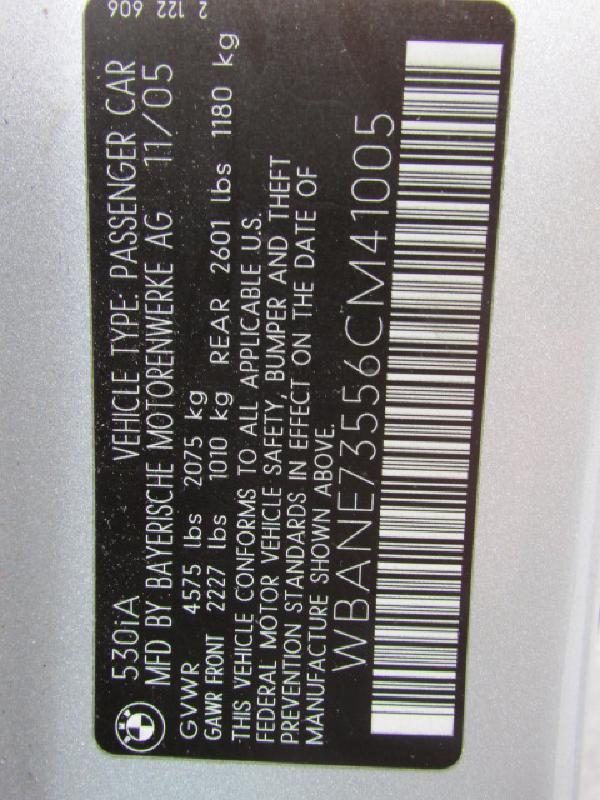 2 122 606
530iA VEHICLE TYPE: PASSENGER CAR
MFD BY BAYERISCHE MOTORENWERKE AG 11/05
GVWR 4575 lbs 2075 kg
GAWR FRONT 2227 lbs 1010 kg REAR 2601 lbs 1180 kg
THIS VEHICLE CONFORMS TO ALL APPLICABLE U.S.
FEDERAL MOTOR VEHICLE SAFETY, BUMPER AND THEFT
PREVENTION STANDARDS IN EFFECT ON THE DATE OF
MANUFACTURE SHOWN ABOVE.
WBANE73556CM41005